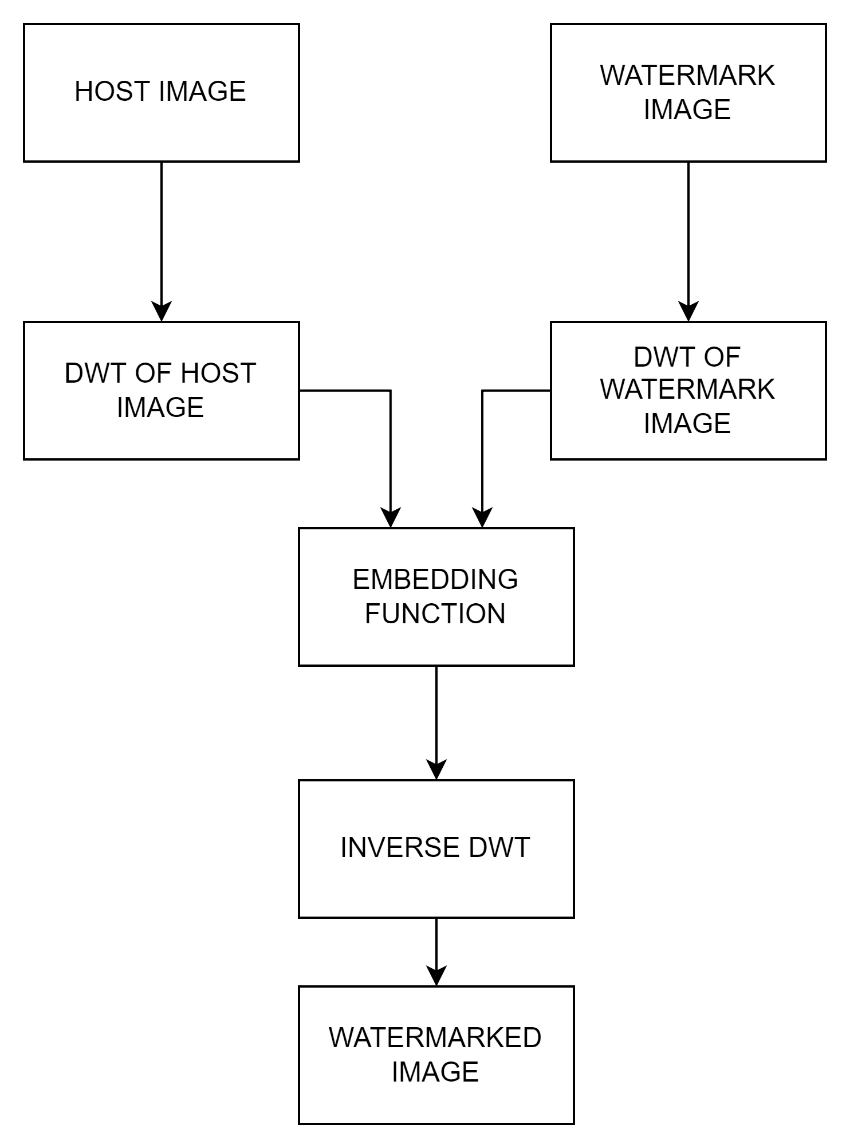 HOST IMAGE
WATERMARK
IMAGE
DWT OF HOST
IMAGE
DWT OF
WATERMARK
IMAGE
EMBEDDING
FUNCTION
INVERSE DWT
WATERMARKED
IMAGE